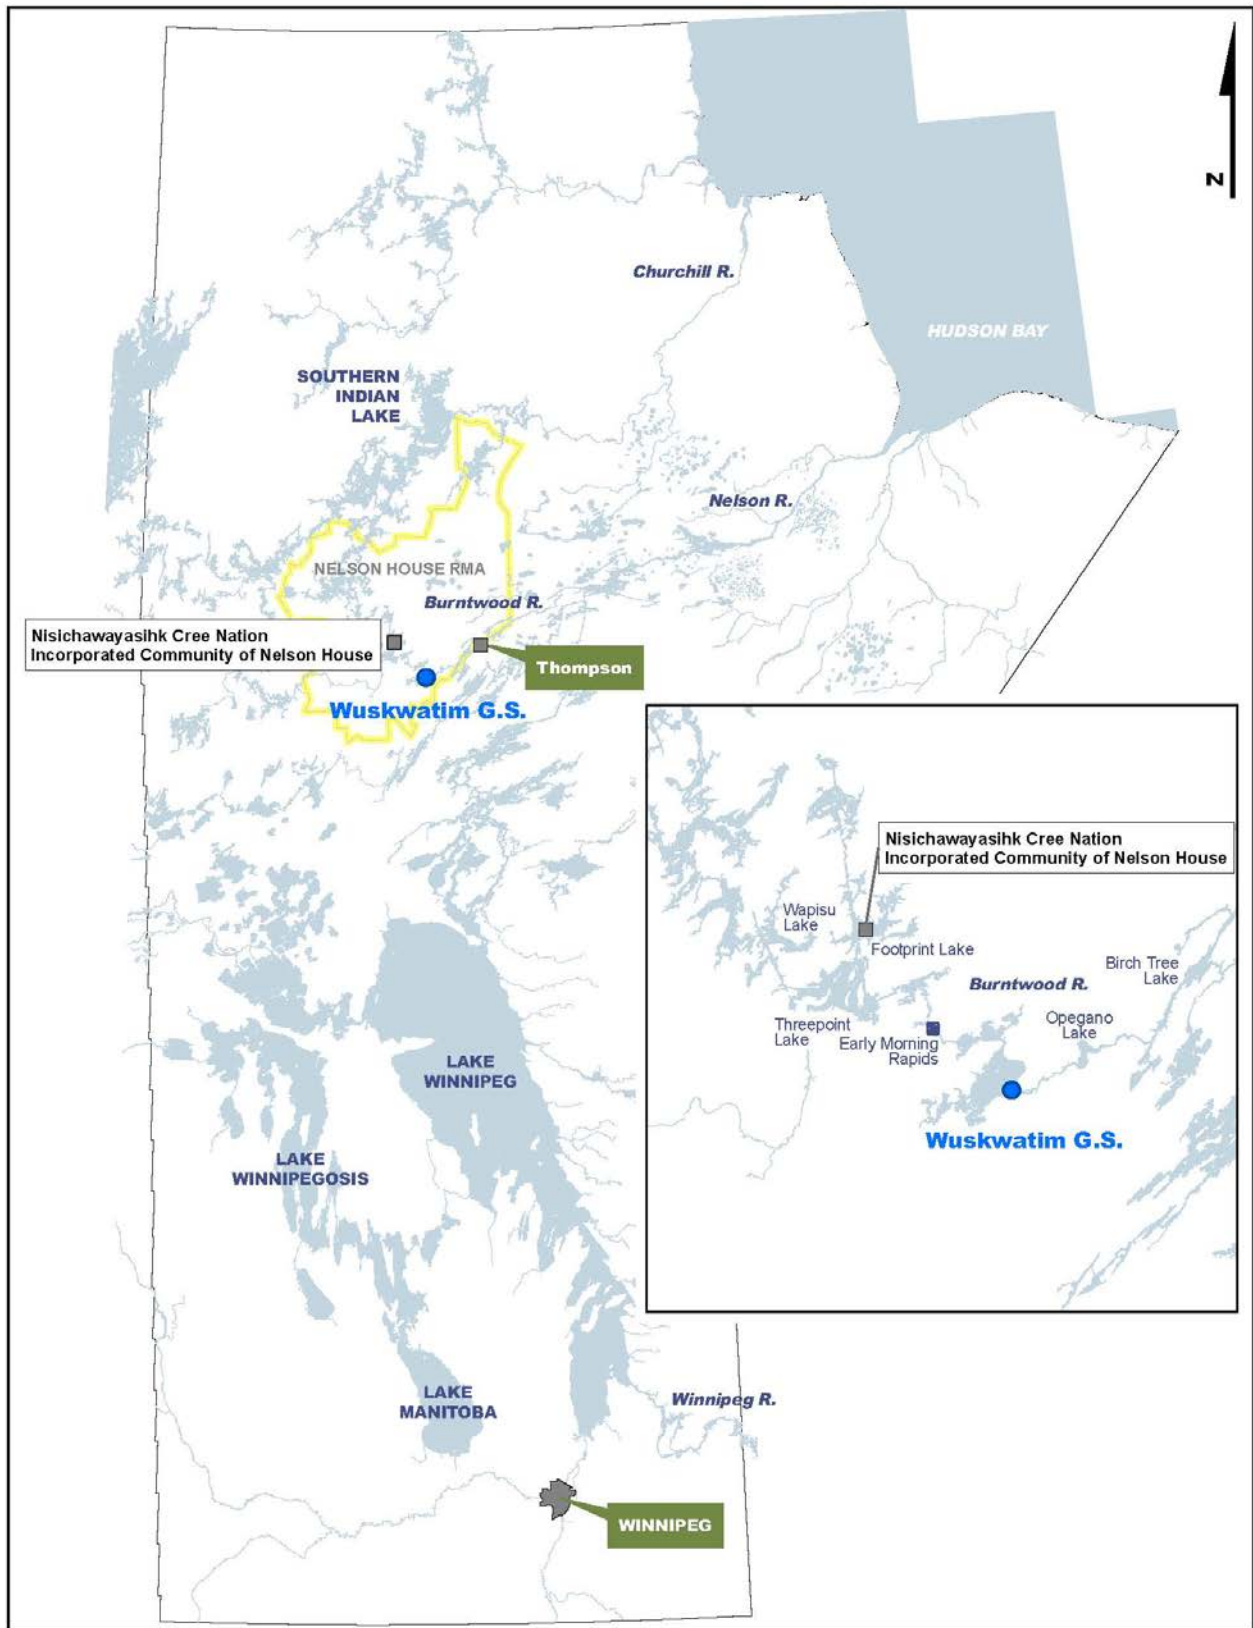 N
Churchill R.
HUDSON BAY
SOUTHERN
INDIAN
LAKE
Nelson R.
NELSON HOUSE RMA
Burntwood R.
Nisichawayasihk Cree Nation
Incorporated Community of Nelson House
Thompson
Wuskwatim G.S.
Nisichawayasihk Cree Nation
Incorporated Community of Nelson House
Wapisu
Lake
Footprint Lake
Birch Tree
Lake
Burntwood R.
Threepoint
Lake
Early Morning
Rapids
Opegano
Lake
Wuskwatim G.S.
LAKE
WINNIPEG
LAKE
WINNIPEGOSIS
LAKE
MANITOBA
Winnipeg R.
WINNIPEG